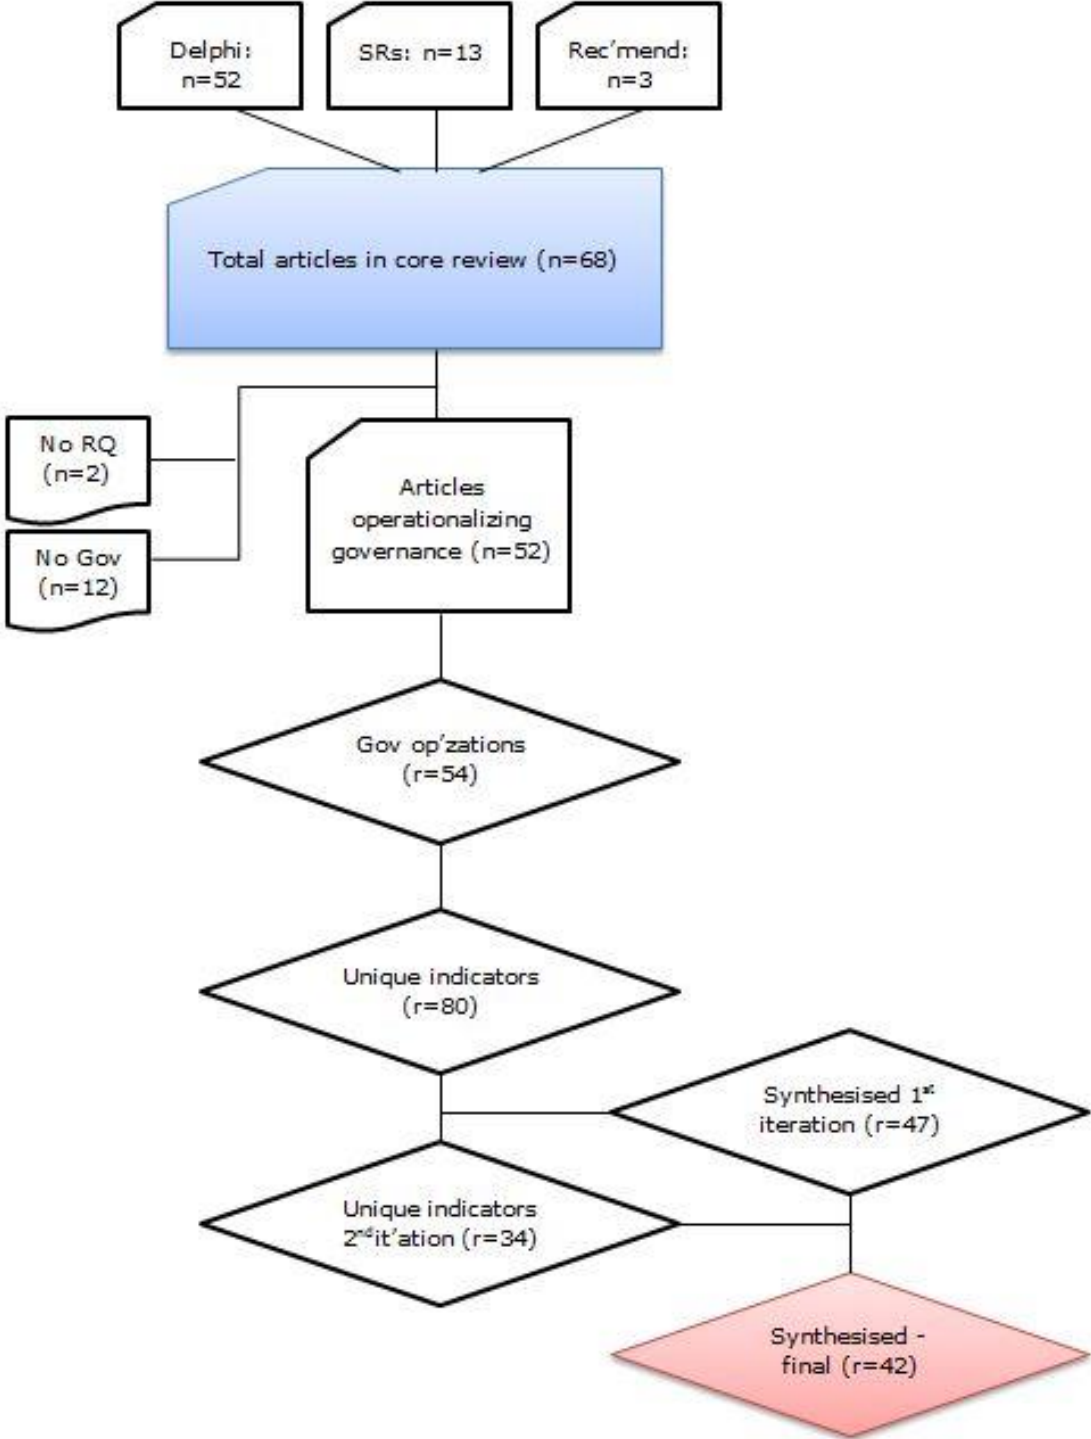 Delphi:
n=52
SRs: n=13
Rec’mend:
n=3
Total articles in core review (n=68)
No RQ
(n=2)
No Gov
(n=12)
Articles
operationalizing
governance (n=52)
Gov op’zations
(r=54)
Unique indicators
(r=80)
Synthesised 1st
iteration (r=47)
Unique indicators
2nd it’ation (r=34)
Synthesised -
final (r=42)